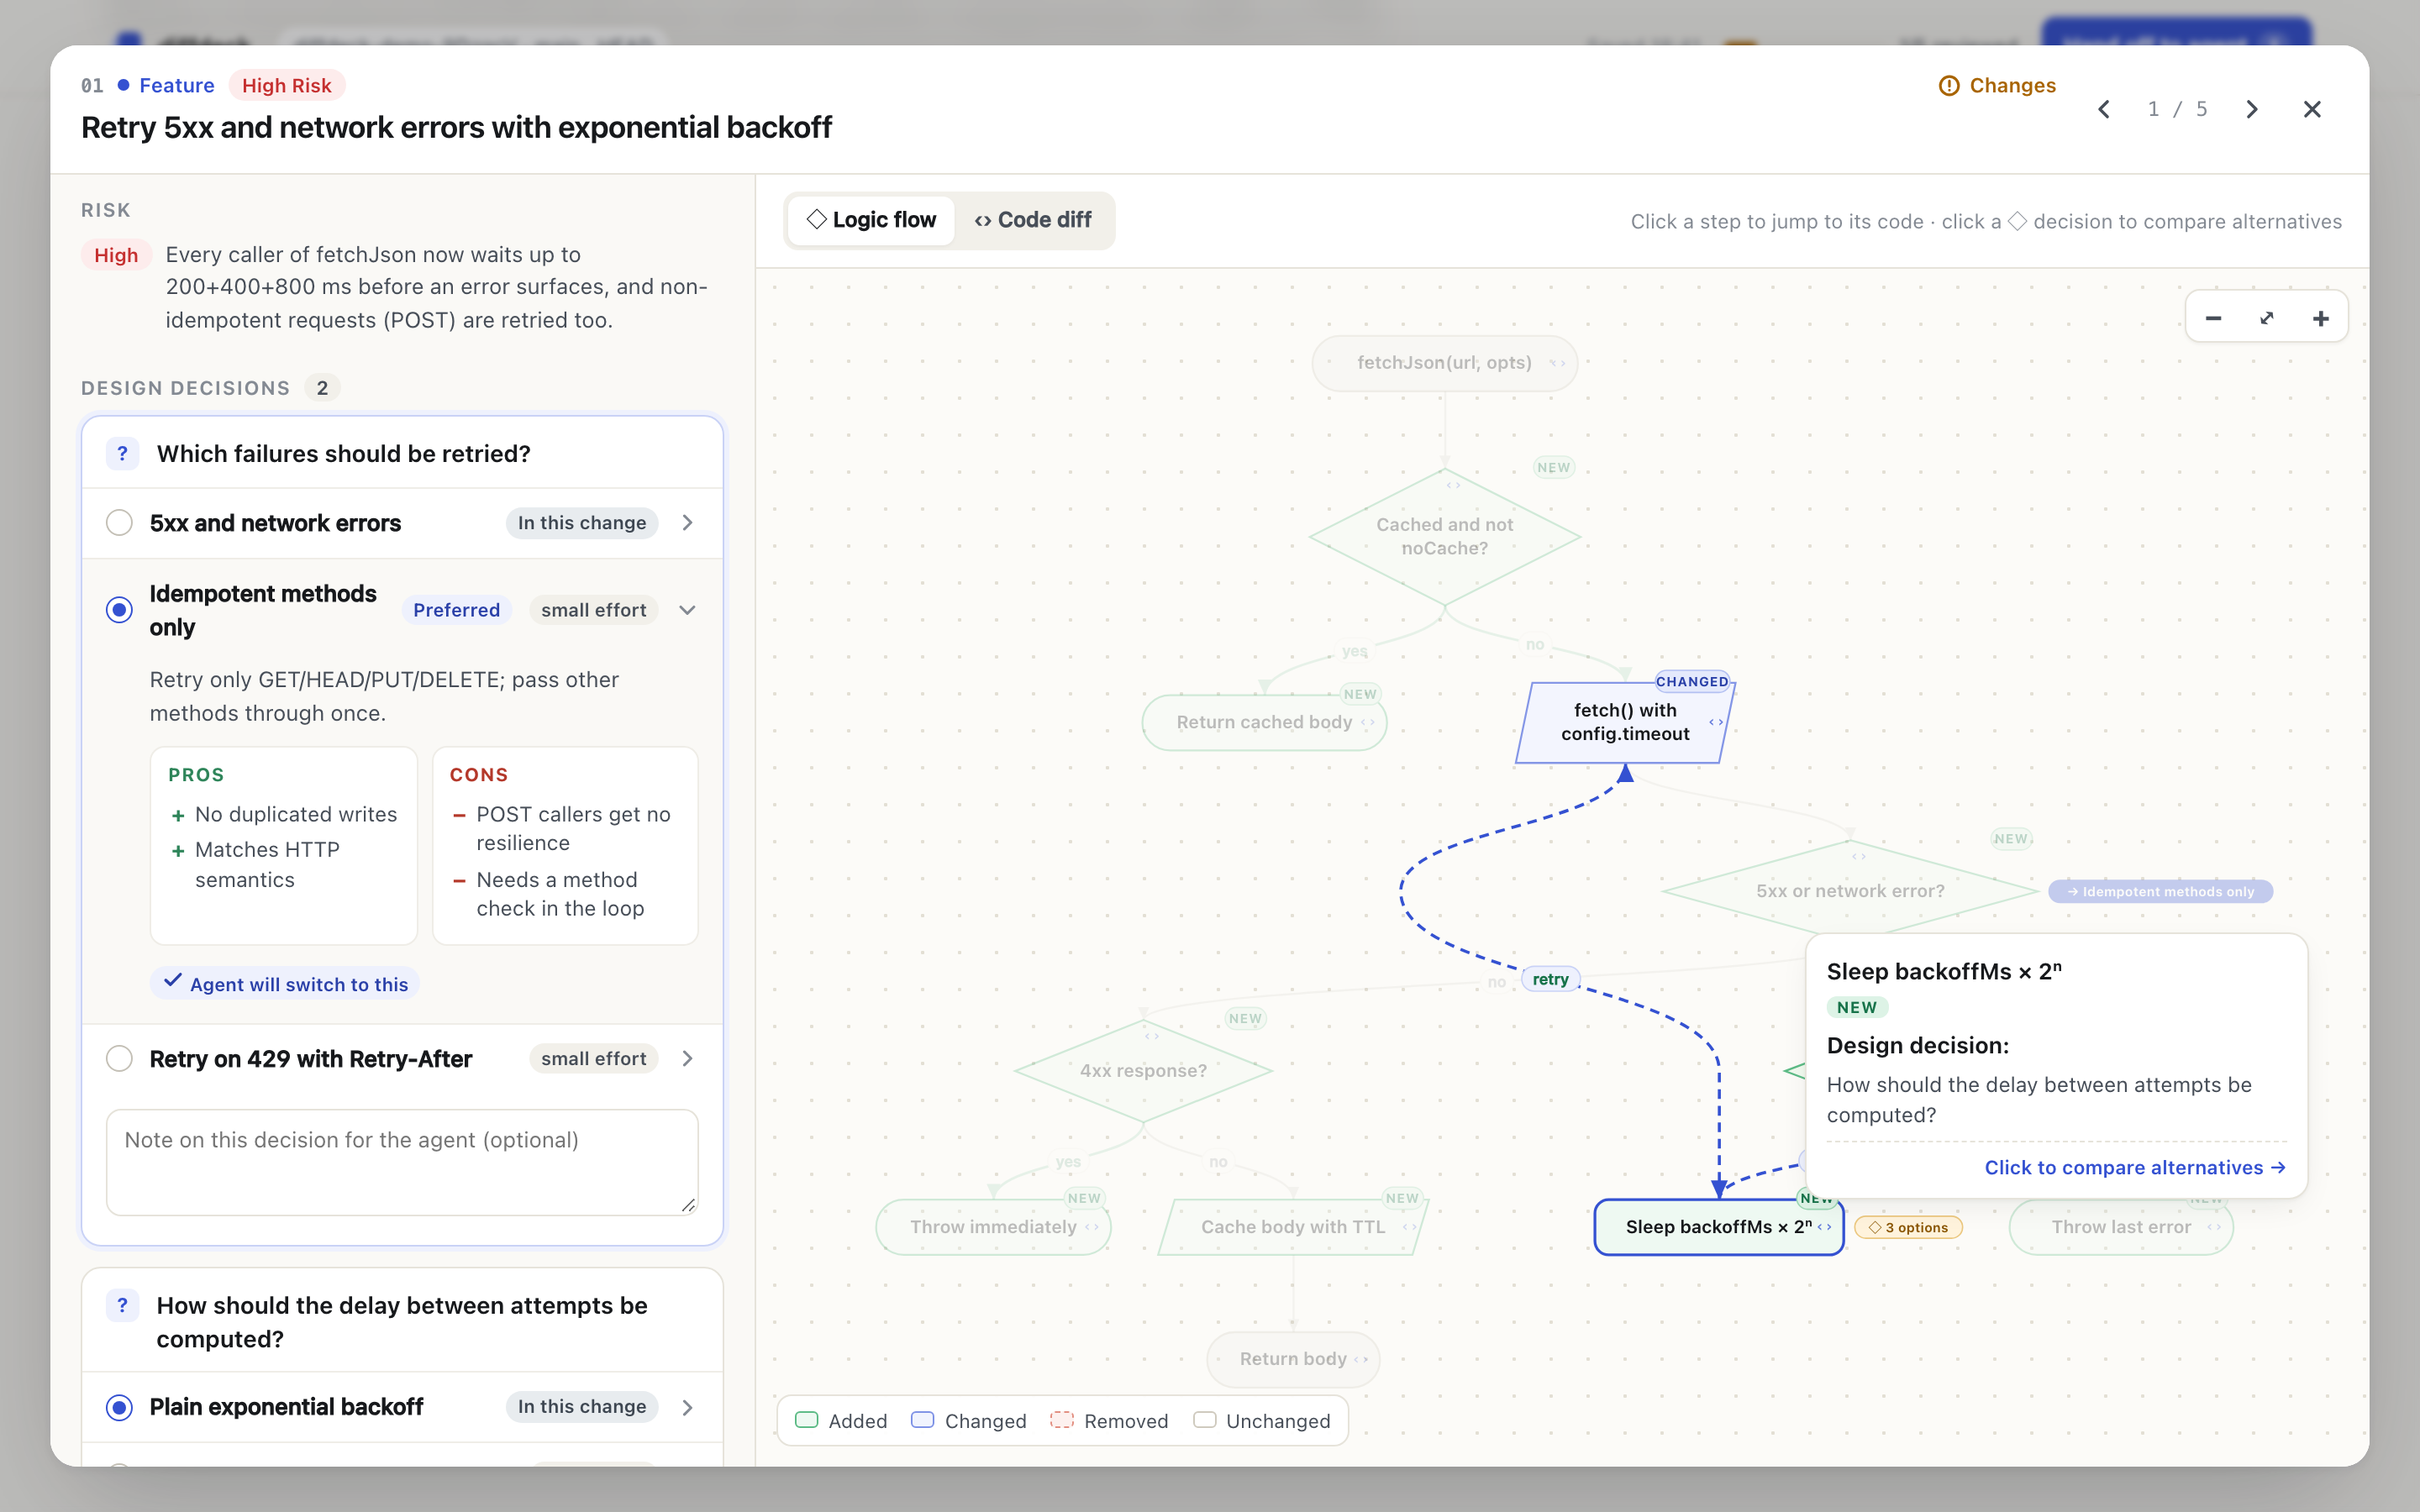 01 Feature High Risk
Changes
1 / 5
Retry 5xx and network errors with exponential backoff
RISK
High
Every caller of fetchJson now waits up to
200+400+800 ms before an error surfaces, and non-
idempotent requests (POST) are retried too.
DESIGN DECISIONS 2
? Which failures should be retried?
5xx and network errors In this change
Idempotent methods
only
Preferred small effort
Retry only GET/HEAD/PUT/DELETE; pass other
methods through once.
PROS
+ No duplicated writes
+ Matches HTTP
semantics
CONS
− POST callers get no
resilience
− Needs a method
check in the loop
✓ Agent will switch to this
Retry on 429 with Retry-After small effort
Note on this decision for the agent (optional)
? How should the delay between attempts be
computed?
Plain exponential backoff In this change
Logic flow
Code diff
Click a step to jump to its code · click a ◇ decision to compare alternatives
fetchJson(url, opts)
NEW
Cached and not
noCache?
yes
no
NEW
Return cached body
CHANGED
fetch() with
config.timeout
NEW
5xx or network error?
→ Idempotent methods only
no
retry
NEW
4xx response?
yes
no
NEW
Throw immediately
NEW
Cache body with TTL
Return body
Sleep backoffMs × 2ⁿ
NEW
Design decision:
How should the delay between attempts be
computed?
Click to compare alternatives →
NEW
Sleep backoffMs × 2ⁿ
◇ 3 options
NEW
Throw last error
Added
Changed
Removed
Unchanged